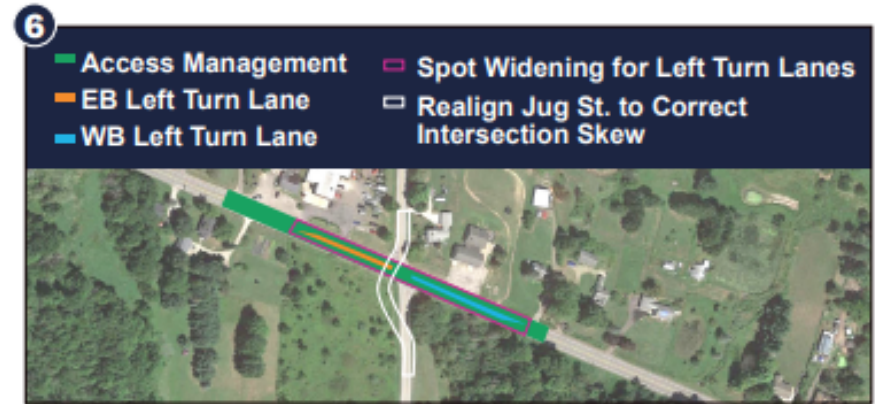 6
Access Management
EB Left Turn Lane
WB Left Turn Lane
Spot Widening for Left Turn Lanes
Realign Jug St. to Correct
Intersection Skew